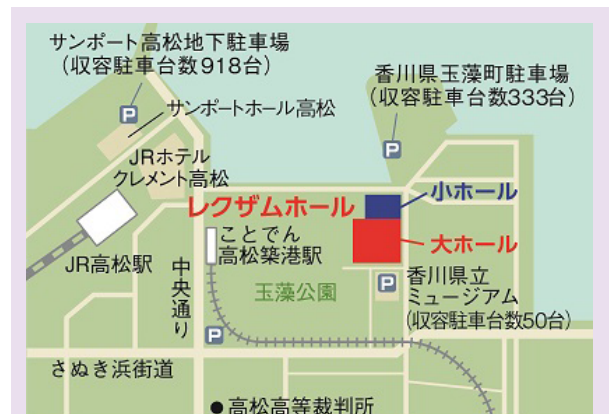 サンポート高松地下駐車場
（収容駐車台数918台）
P
サンポートホール高松
香川県玉藻町駐車場
（収容駐車台数333台）
P
JRホテル
クレメント高松
レクザムホール
小ホール
大ホール
ことでん
高松築港駅
JR高松駅
中央通り
玉藻公園
P
香川県立
ミュージアム
（収容駐車台数50台）
P
さぬき浜街道
●高松高等裁判所